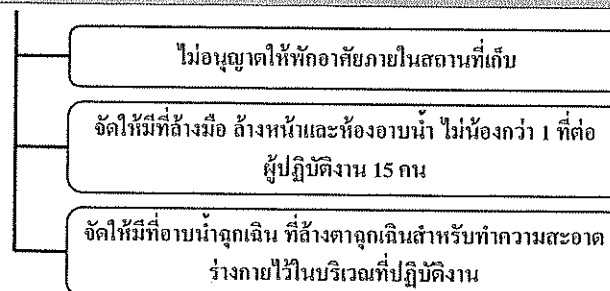 ไม่อนุญาตให้พักอาศัยภายในสถานที่เก็บ
จัดให้มีที่ล้างมือ ล้างหน้าและห้องอาบน้ำ ไม่น้องกว่า 1 ที่ต่อ
ผู้ปฏิบัติงาน 15 คน
จัดให้มีที่อาบน้ำฉุกเฉิน ที่ล้างตาฉุกเฉินสำหรับทำความสะอาด
ร่างกายไว้ในบริเวณที่ปฏิบัติงาน